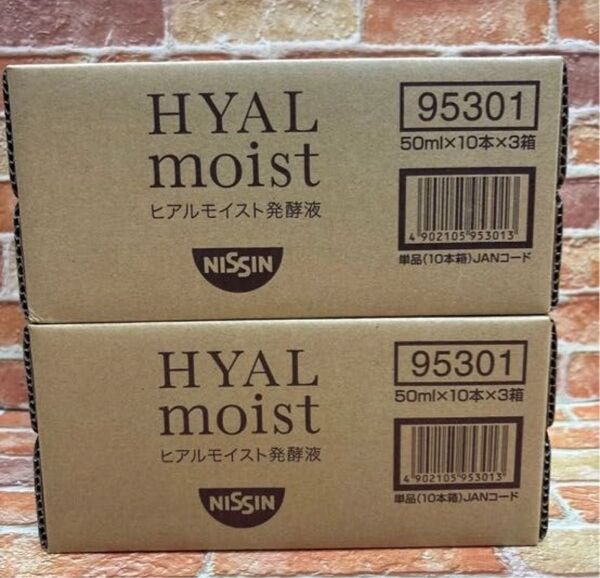 HYAL
moist
ヒアルモイスト発酵液
NISSIN
95301
50ml×10本×3箱
4 902105 953013
単品(10本箱)JANコード
HYAL
moist
ヒアルモイスト発酵液
NISSIN
95301
50ml×10本×3箱
4 902105 953013
単品(10本箱)JANコード